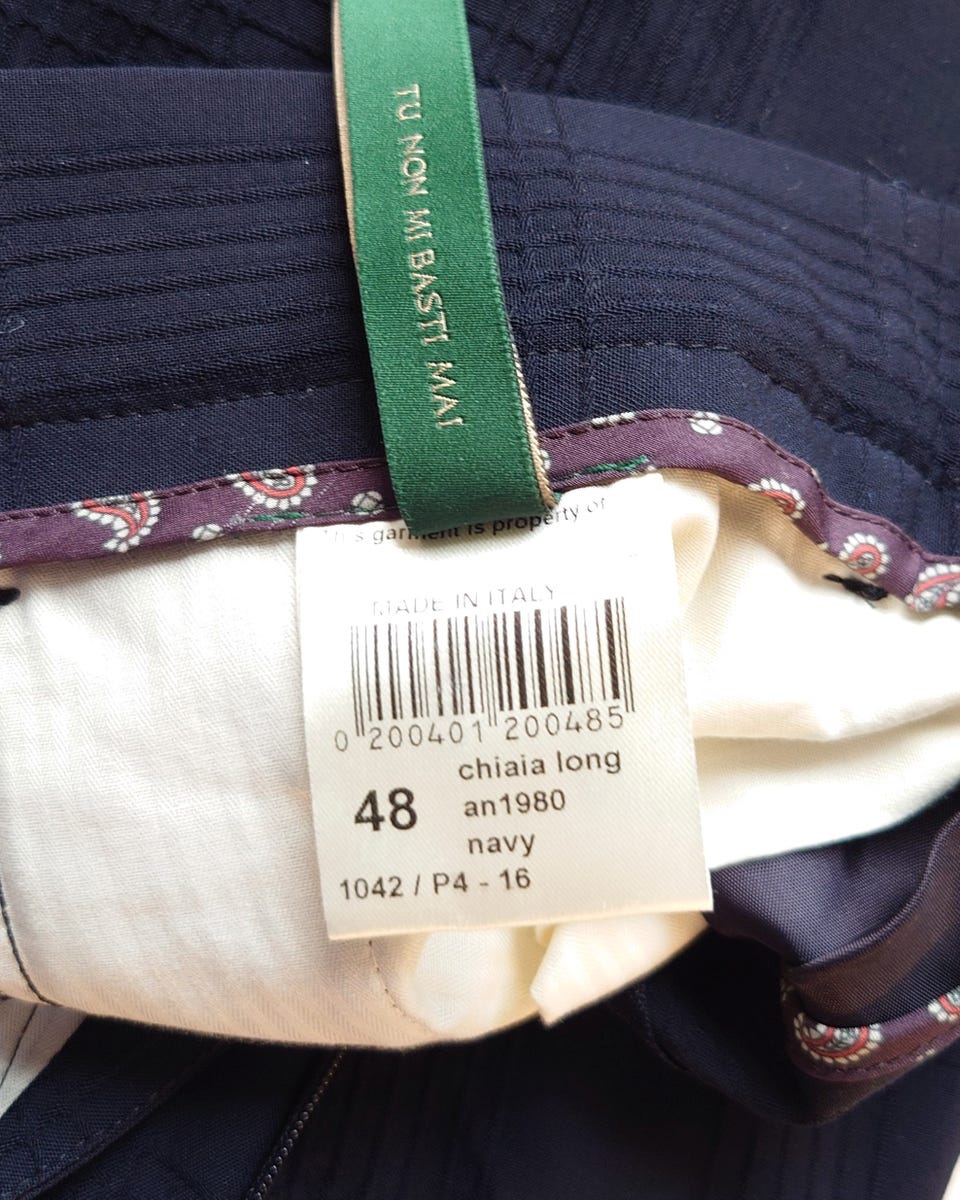 TU NON MI BASTI MAI
This garment is property of
MADE IN ITALY
0 200401 200485
chiaia long
48
an1980
navy
1042 / P4 - 16